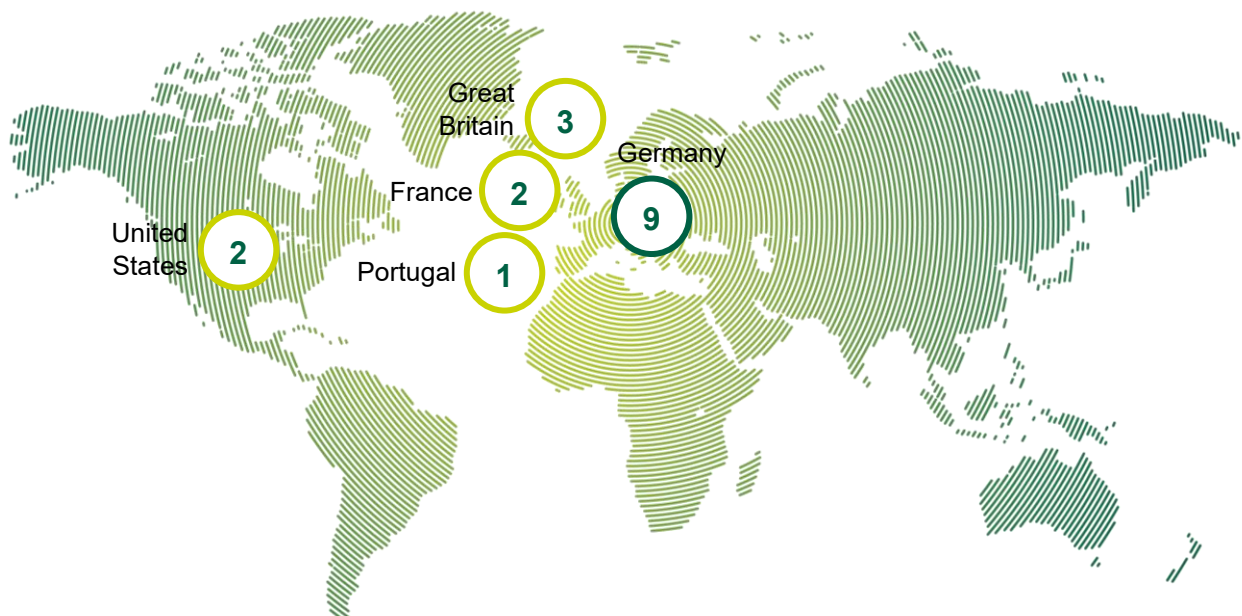 Great
Britain
3
Germany
France
2
9
United
States
2
Portugal
1